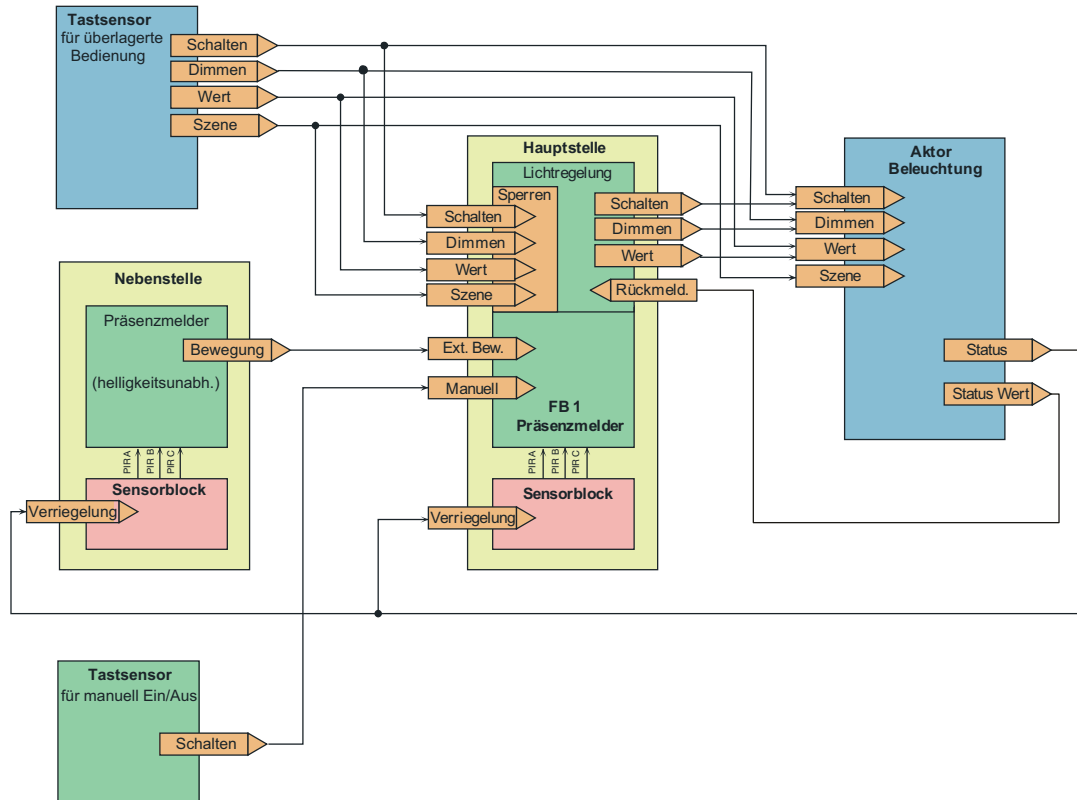 Tastsensor
für überlagerte
Bedienung
Schalten
Dimmen
Wert
Szene
Hauptstelle
Lichtregelung
Sperren
Schalten
Dimmen
Wert
Szene
Schalten
Dimmen
Wert
Rückmeld.
Ext. Bew.
Manuell
FB 1
Präsenzmelder
PIR A
PIR B
PIR C
Sensorblock
Verriegelung
Aktor
Beleuchtung
Schalten
Dimmen
Wert
Szene
Status
Status Wert
Nebenstelle
Präsenzmelder
Bewegung
(helligkeitsunabh.)
PIR A
PIR B
PIR C
Sensorblock
Verriegelung
Tastsensor
für manuell Ein/Aus
Schalten